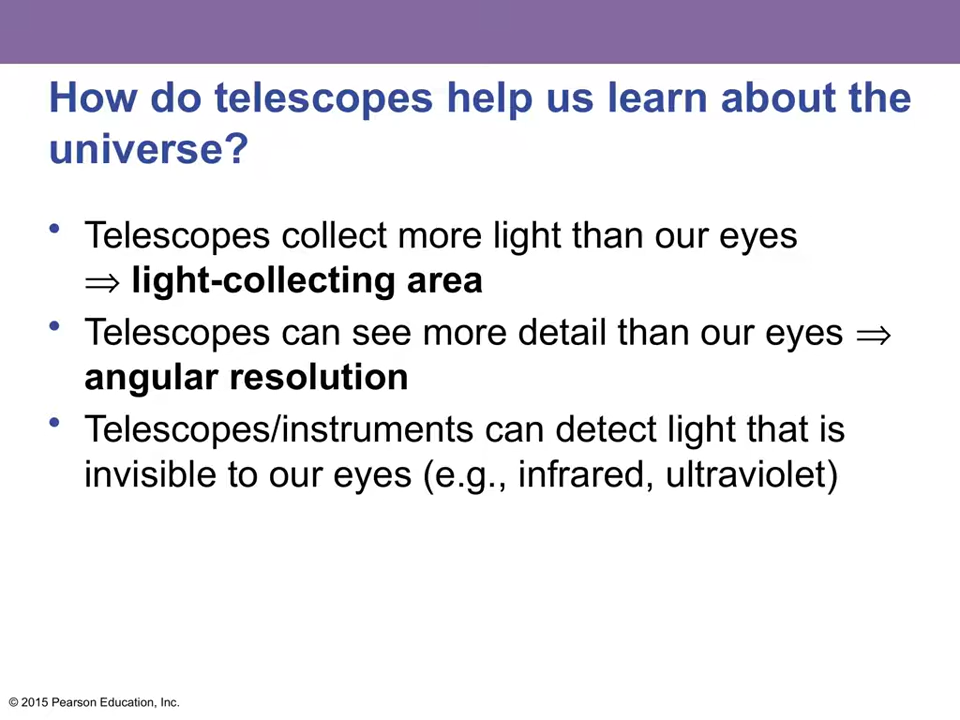 How do telescopes help us learn about the
universe?
• Telescopes collect more light than our eyes
⇒ light-collecting area
• Telescopes can see more detail than our eyes ⇒
angular resolution
• Telescopes/instruments can detect light that is
invisible to our eyes (e.g., infrared, ultraviolet)
© 2015 Pearson Education, Inc.